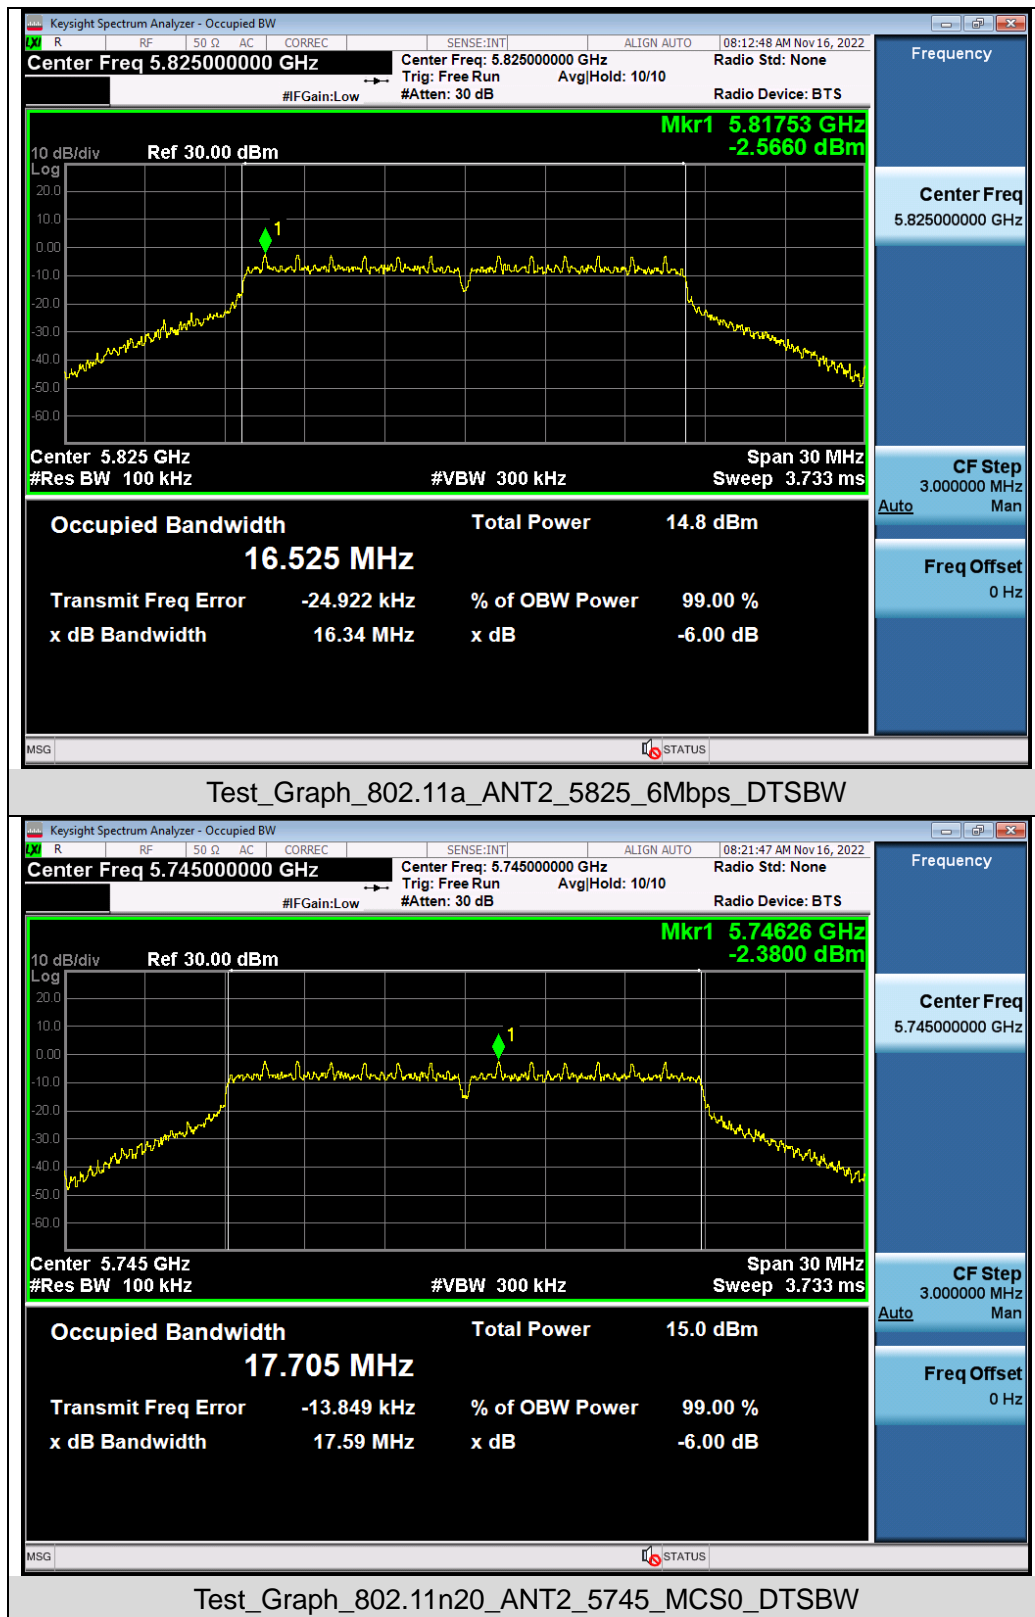 Keysight Spectrum Analyzer - Occupied BW
LXI R RF 50 Ω AC CORREC SENSE:INT ALIGN AUTO 08:12:48 AM Nov 16, 2022
Center Freq 5.825000000 GHz
Center Freq: 5.825000000 GHz
Radio Std: None
Trig: Free Run Avg|Hold: 10/10
#IFGain:Low
#Atten: 30 dB
Radio Device: BTS
Frequency
Mkr1 5.81753 GHz
-2.5660 dBm
10 dB/div Ref 30.00 dBm
Log
20.0
10.0
0.00
-10.0
-20.0
-30.0
-40.0
-50.0
-60.0
1
Center Freq
5.825000000 GHz
Center 5.825 GHz Span 30 MHz
#Res BW 100 kHz #VBW 300 kHz Sweep 3.733 ms
CF Step
3.000000 MHz
Auto Man
Freq Offset
0 Hz
Occupied Bandwidth Total Power 14.8 dBm
16.525 MHz
Transmit Freq Error -24.922 kHz % of OBW Power 99.00 %
x dB Bandwidth 16.34 MHz x dB -6.00 dB
MSG STATUS
Test_Graph_802.11a_ANT2_5825_6Mbps_DTSBW
Keysight Spectrum Analyzer - Occupied BW
LXI R RF 50 Ω AC CORREC SENSE:INT ALIGN AUTO 08:21:47 AM Nov 16, 2022
Center Freq 5.745000000 GHz
Center Freq: 5.745000000 GHz
Radio Std: None
Trig: Free Run Avg|Hold: 10/10
#IFGain:Low
#Atten: 30 dB
Radio Device: BTS
Frequency
Mkr1 5.74626 GHz
-2.3800 dBm
10 dB/div Ref 30.00 dBm
Log
20.0
10.0
0.00
-10.0
-20.0
-30.0
-40.0
-50.0
-60.0
1
Center Freq
5.745000000 GHz
Center 5.745 GHz Span 30 MHz
#Res BW 100 kHz #VBW 300 kHz Sweep 3.733 ms
CF Step
3.000000 MHz
Auto Man
Freq Offset
0 Hz
Occupied Bandwidth Total Power 15.0 dBm
17.705 MHz
Transmit Freq Error -13.849 kHz % of OBW Power 99.00 %
x dB Bandwidth 17.59 MHz x dB -6.00 dB
MSG STATUS
Test_Graph_802.11n20_ANT2_5745_MCS0_DTSBW